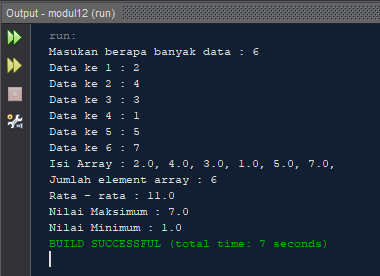 Output - modul12 (run)
run:
Masukan berapa banyak data : 6
Data ke 1 : 2
Data ke 2 : 4
Data ke 3 : 3
Data ke 4 : 1
Data ke 5 : 5
Data ke 6 : 7
Isi Array : 2.0, 4.0, 3.0, 1.0, 5.0, 7.0,
Jumlah element array : 6
Rata - rata : 11.0
Nilai Maksimum : 7.0
Nilai Minimum : 1.0
BUILD SUCCESSFUL (total time: 7 seconds)